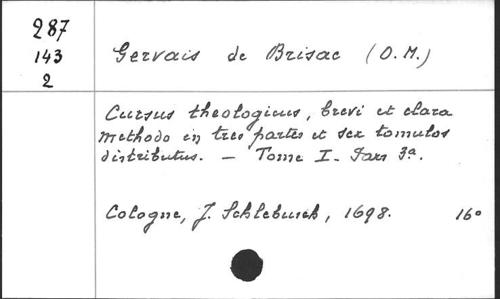 287
143
2
Gervais de Brisac (O.M.)
Cursus theologicus, brevi et clara
methodo in tres partes et sex tomulos
distributus. — Tome I. Pars 3a.
Cologne, J. Schlebusch, 1698. 16°